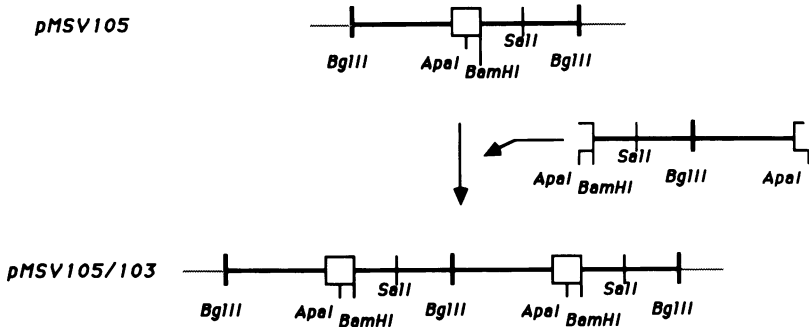 pMSV105
SalI
BglII ApaI BamHI BglII
SalI
ApaI BamHI BglII ApaI
pMSV105/103
SalI SalI
BglII ApaI BamHI BglII ApaI BamHI BglII